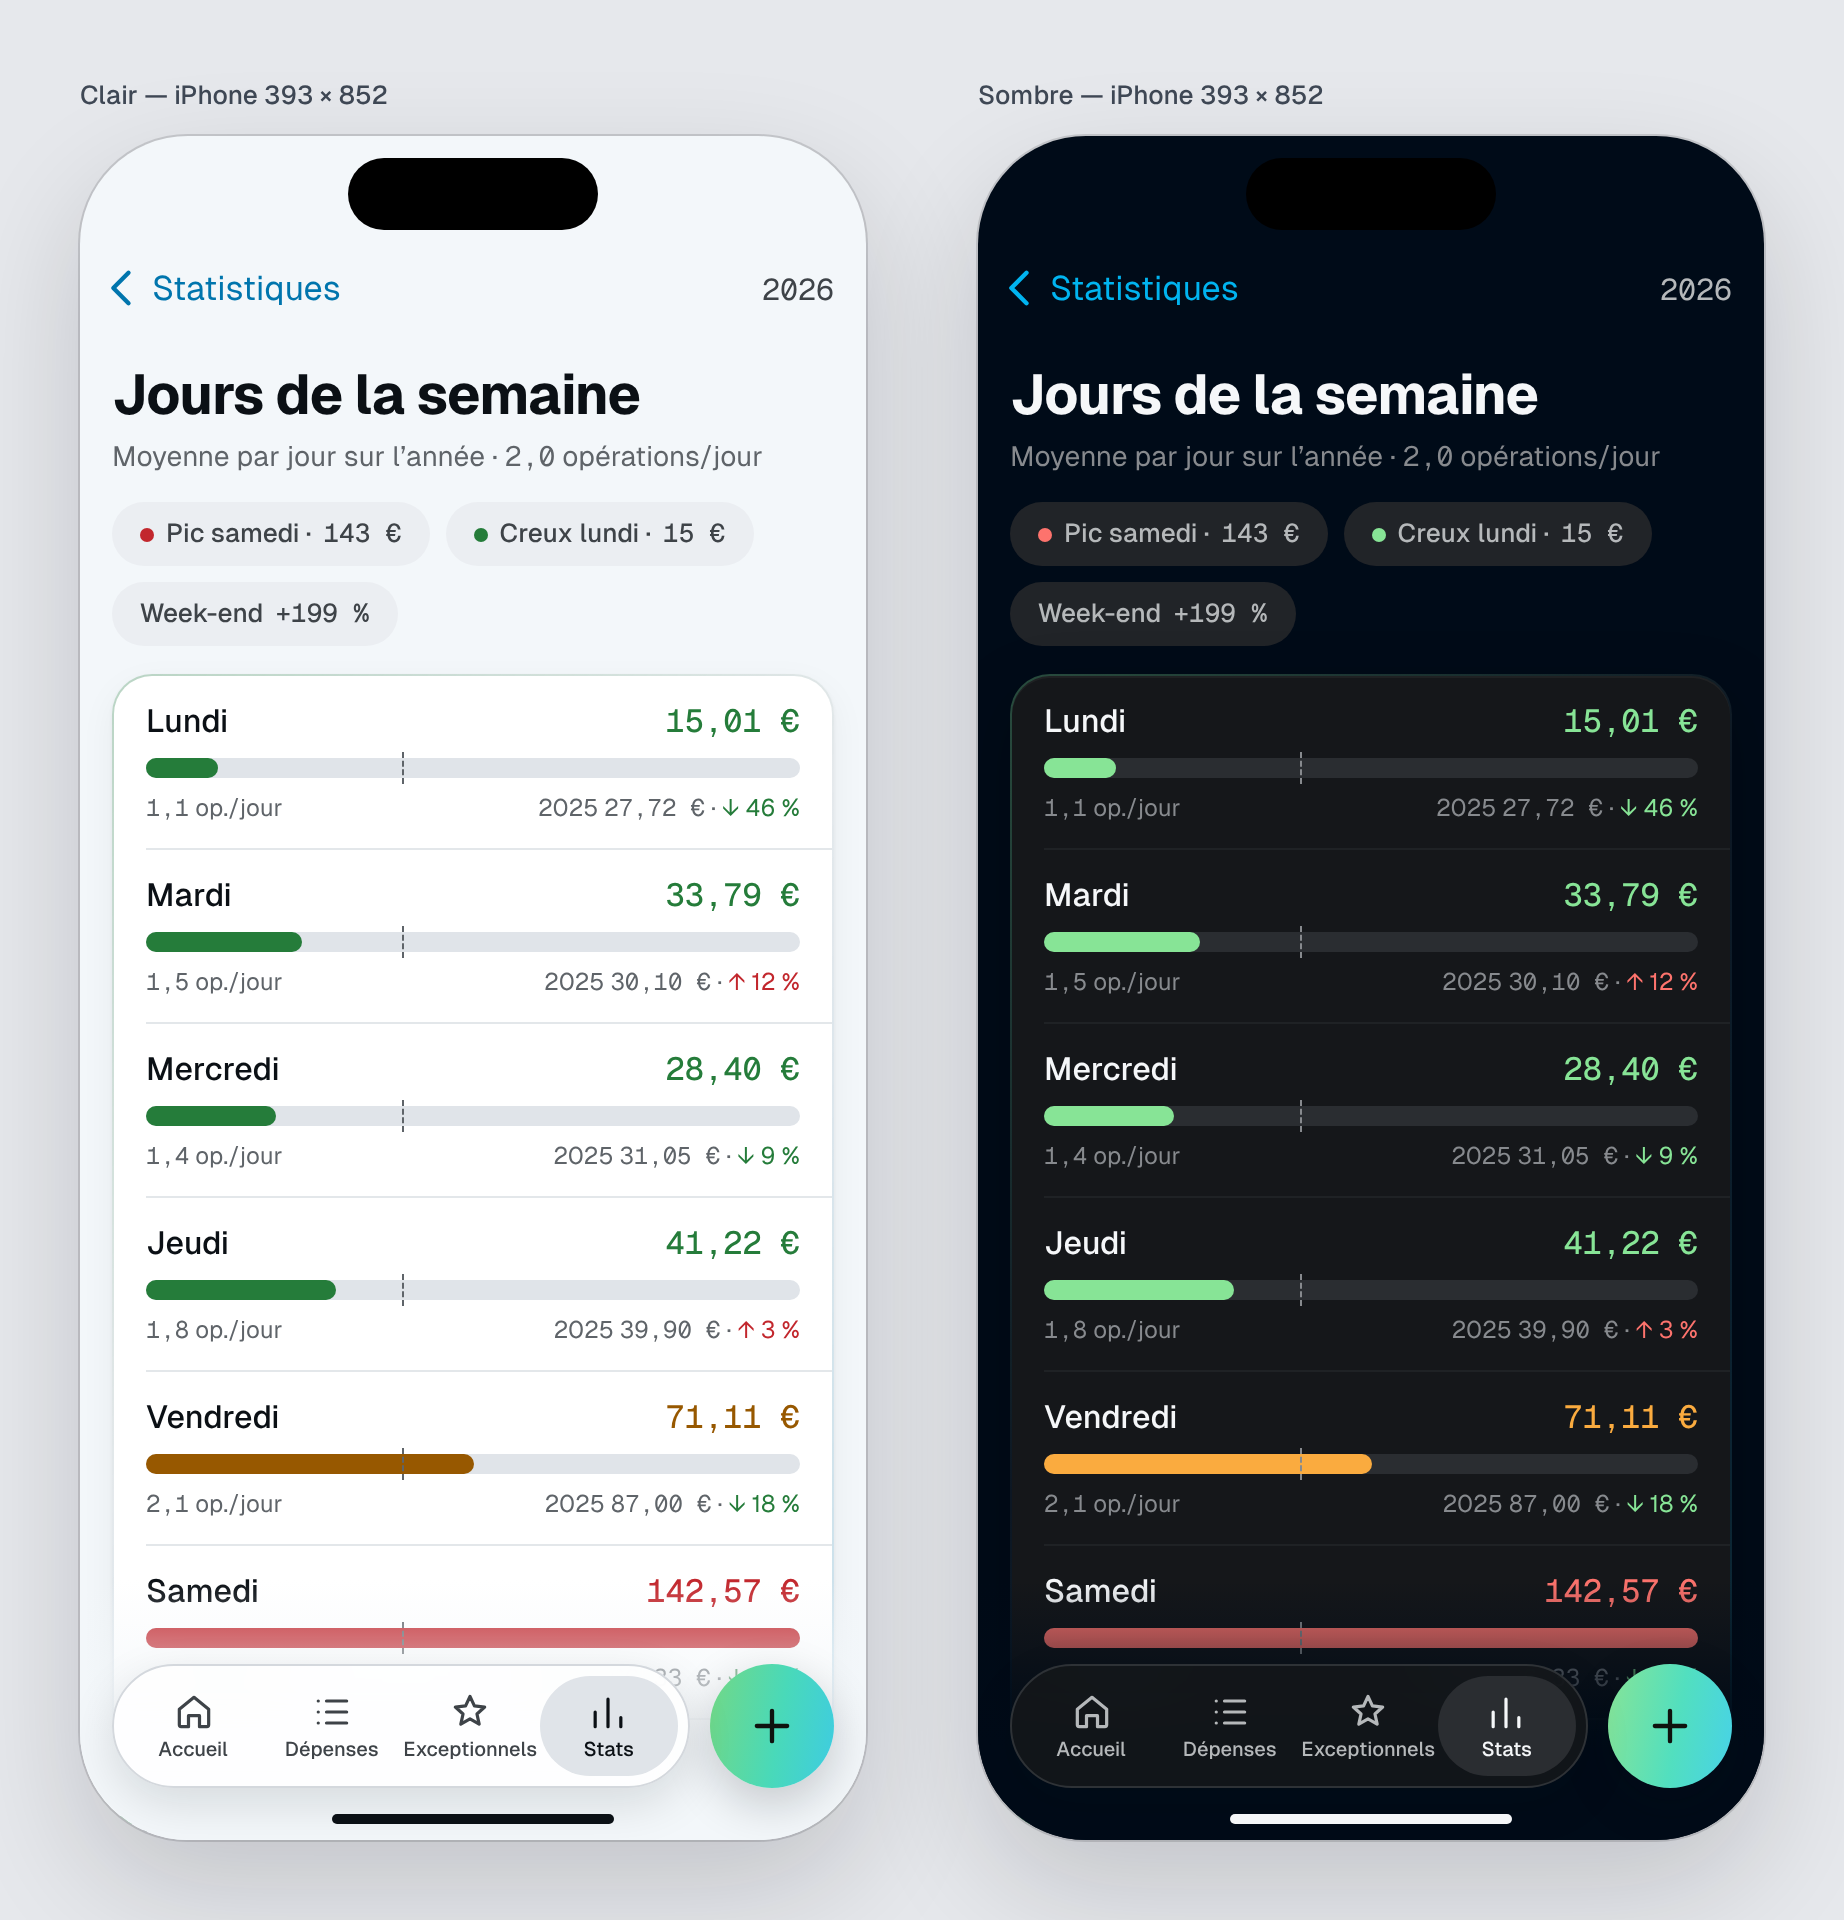 Clair — iPhone 393 × 852
Statistiques
2026
Jours de la semaine
Moyenne par jour sur l’année · 2,0 opérations/jour
Pic samedi · 143 €
Creux lundi · 15 €
Week-end +199 %
Lundi
15,01 €
1,1 op./jour
2025 27,72 € · ↓ 46 %
Mardi
33,79 €
1,5 op./jour
2025 30,10 € · ↑ 12 %
Mercredi
28,40 €
1,4 op./jour
2025 31,05 € · ↓ 9 %
Jeudi
41,22 €
1,8 op./jour
2025 39,90 € · ↑ 3 %
Vendredi
71,11 €
2,1 op./jour
2025 87,00 € · ↓ 18 %
Samedi
142,57 €
Accueil
Dépenses
Exceptionnels
Stats
Sombre — iPhone 393 × 852
Statistiques
2026
Jours de la semaine
Moyenne par jour sur l’année · 2,0 opérations/jour
Pic samedi · 143 €
Creux lundi · 15 €
Week-end +199 %
Lundi
15,01 €
1,1 op./jour
2025 27,72 € · ↓ 46 %
Mardi
33,79 €
1,5 op./jour
2025 30,10 € · ↑ 12 %
Mercredi
28,40 €
1,4 op./jour
2025 31,05 € · ↓ 9 %
Jeudi
41,22 €
1,8 op./jour
2025 39,90 € · ↑ 3 %
Vendredi
71,11 €
2,1 op./jour
2025 87,00 € · ↓ 18 %
Samedi
142,57 €
Accueil
Dépenses
Exceptionnels
Stats